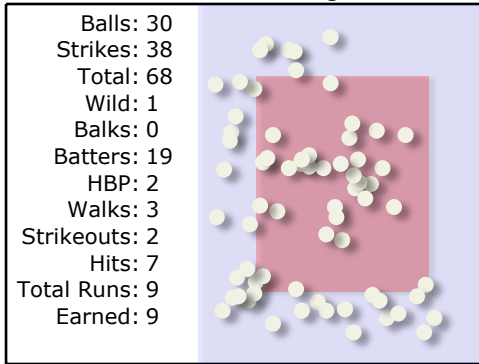 Balls: 30
Strikes: 38
Total: 68
Wild: 1
Balks: 0
Batters: 19
HBP: 2
Walks: 3
Strikeouts: 2
Hits: 7
Total Runs: 9
Earned: 9